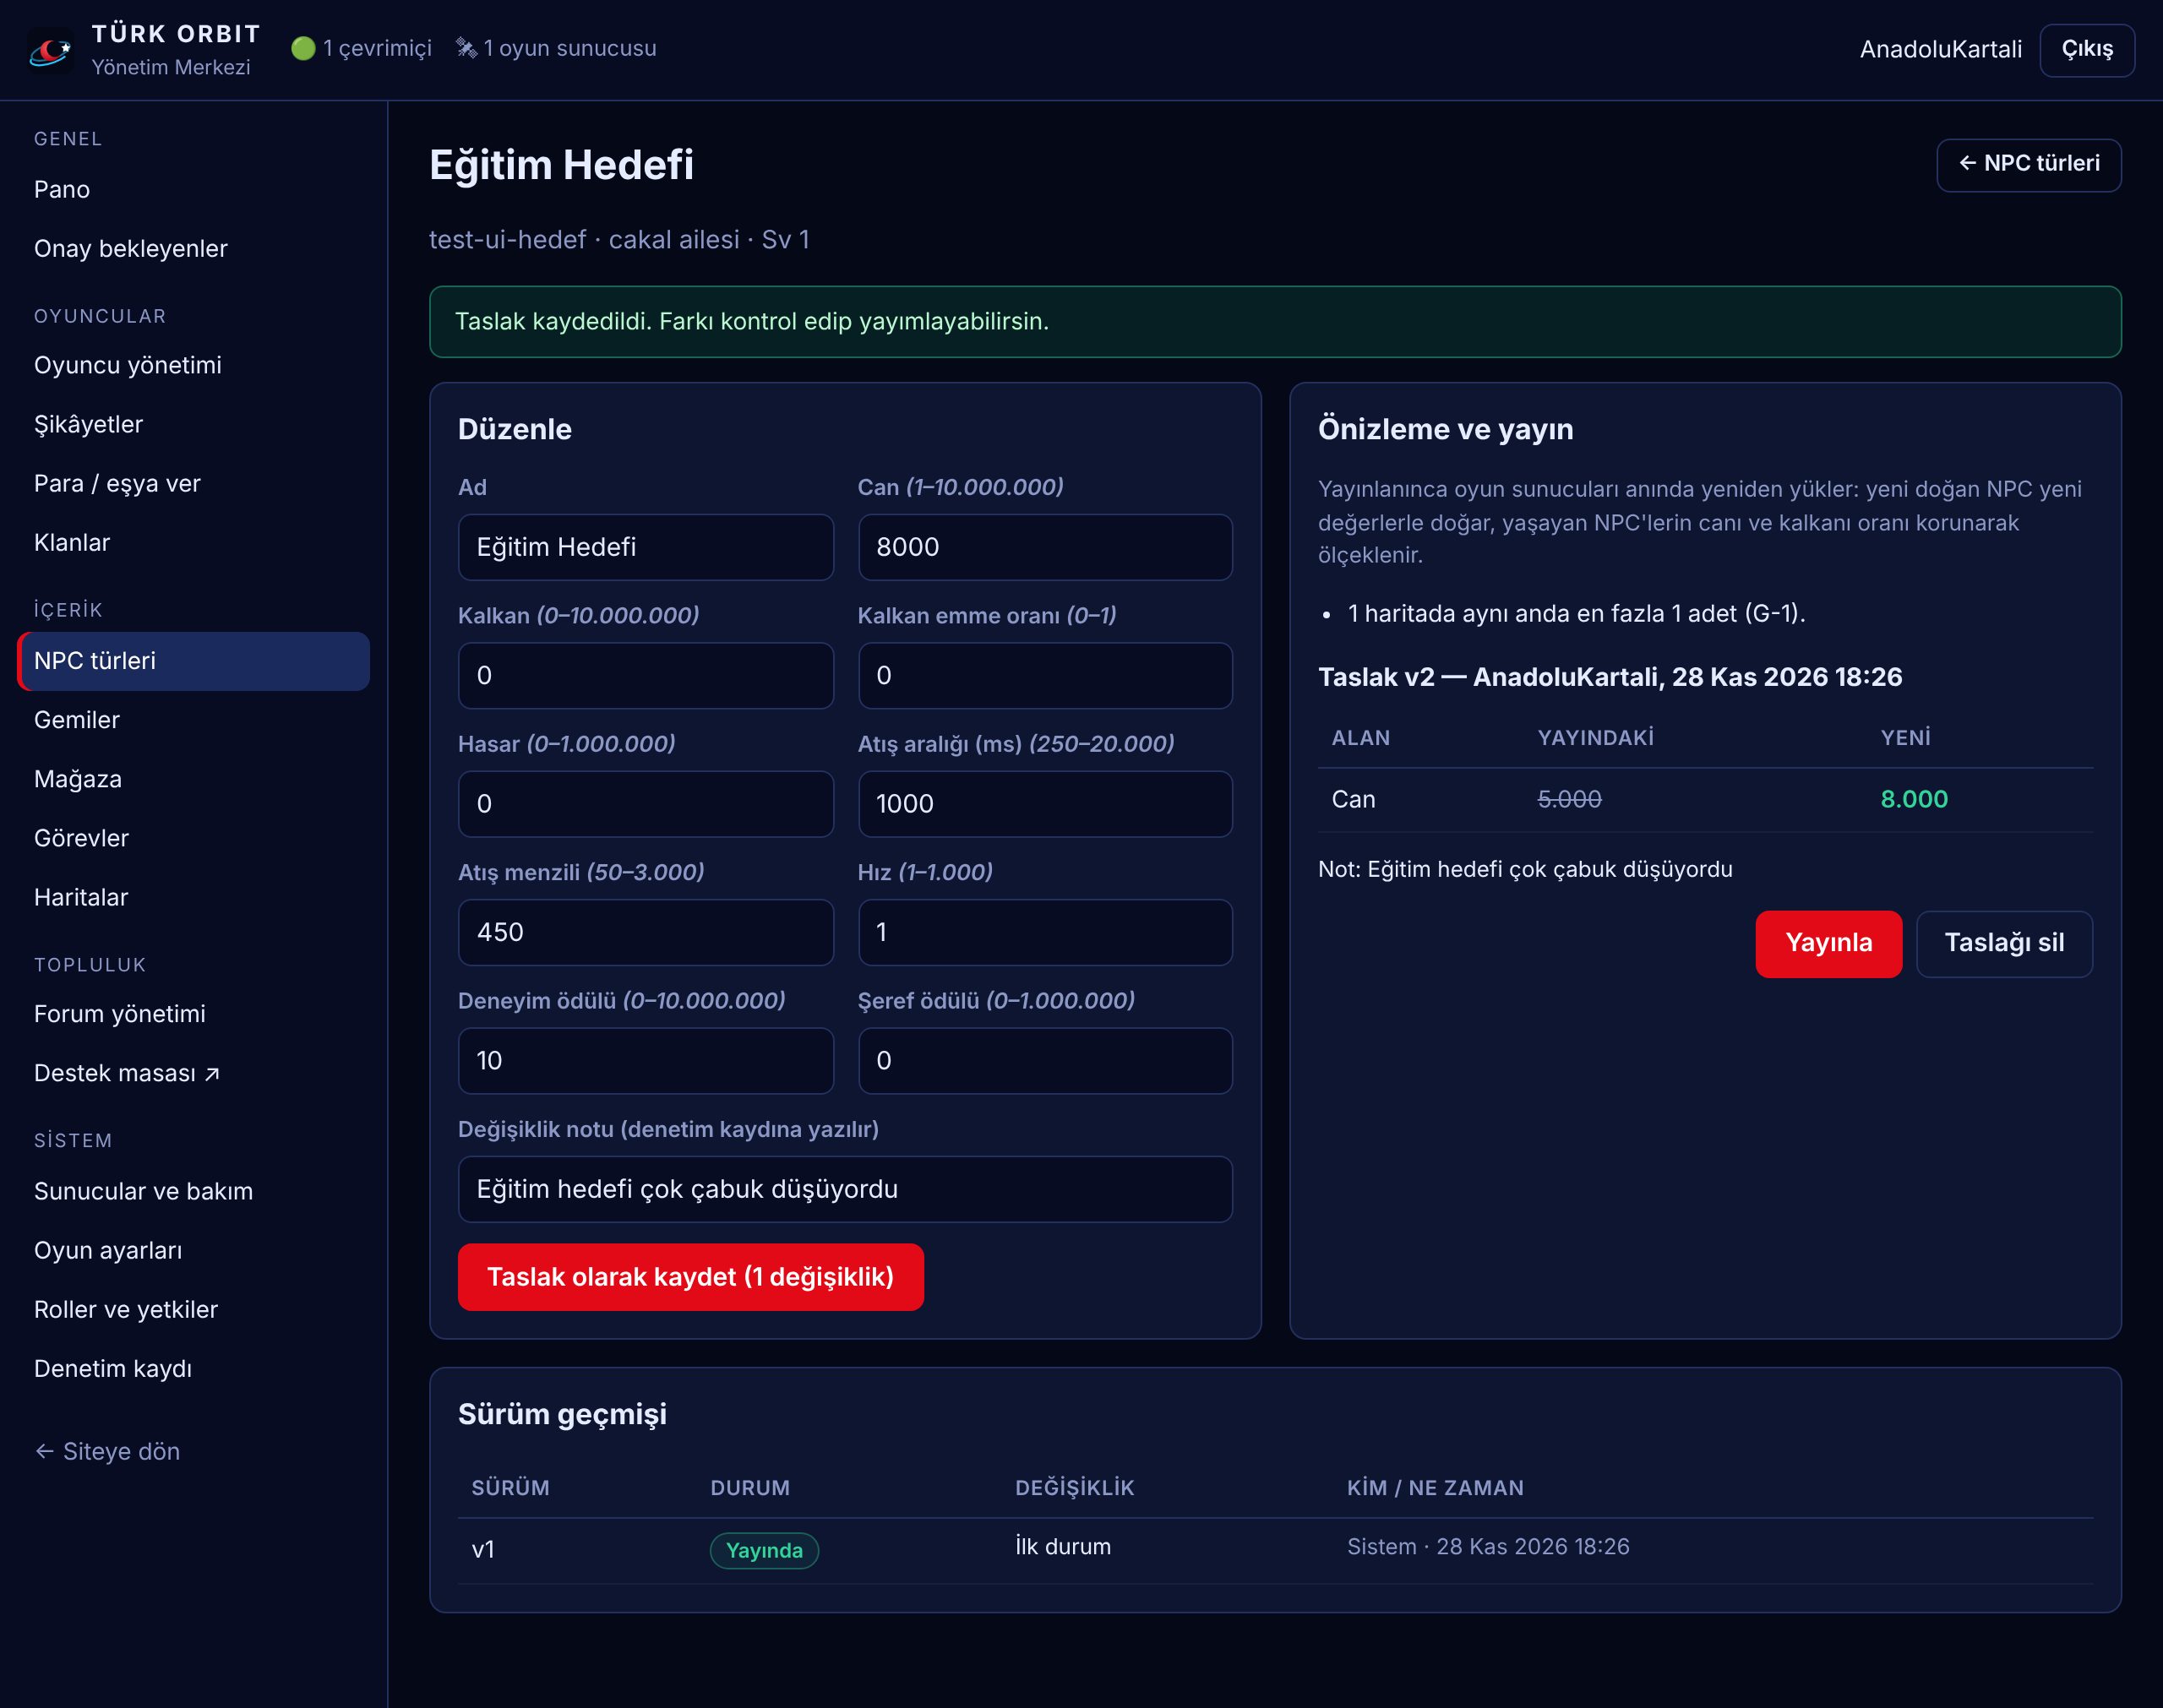 TÜRK ORBIT
Yönetim Merkezi
1 çevrimiçi
1 oyun sunucusu
AnadoluKartali
Çıkış
GENEL
Pano
Onay bekleyenler
OYUNCULAR
Oyuncu yönetimi
Şikâyetler
Para / eşya ver
Klanlar
İÇERİK
NPC türleri
Gemiler
Mağaza
Görevler
Haritalar
TOPLULUK
Forum yönetimi
Destek masası ↗
SİSTEM
Sunucular ve bakım
Oyun ayarları
Roller ve yetkiler
Denetim kaydı
← Siteye dön
Eğitim Hedefi
← NPC türleri
test-ui-hedef · cakal ailesi · Sv 1
Taslak kaydedildi. Farkı kontrol edip yayımlayabilirsin.
Düzenle
Ad
Eğitim Hedefi
Can (1–10.000.000)
8000
Kalkan (0–10.000.000)
0
Kalkan emme oranı (0–1)
0
Hasar (0–1.000.000)
0
Atış aralığı (ms) (250–20.000)
1000
Atış menzili (50–3.000)
450
Hız (1–1.000)
1
Deneyim ödülü (0–10.000.000)
10
Şeref ödülü (0–1.000.000)
0
Değişiklik notu (denetim kaydına yazılır)
Eğitim hedefi çok çabuk düşüyordu
Taslak olarak kaydet (1 değişiklik)
Önizleme ve yayın
Yayınlanınca oyun sunucuları anında yeniden yükler: yeni doğan NPC yeni
değerlerle doğar, yaşayan NPC'lerin canı ve kalkanı oranı korunarak
ölçeklenir.
• 1 haritada aynı anda en fazla 1 adet (G-1).
Taslak v2 — AnadoluKartali, 28 Kas 2026 18:26
ALAN YAYINDAKİ YENİ
Can 5.000 8.000
Not: Eğitim hedefi çok çabuk düşüyordu
Yayınla
Taslağı sil
Sürüm geçmişi
SÜRÜM DURUM DEĞİŞİKLİK KİM / NE ZAMAN
v1 Yayında İlk durum Sistem · 28 Kas 2026 18:26